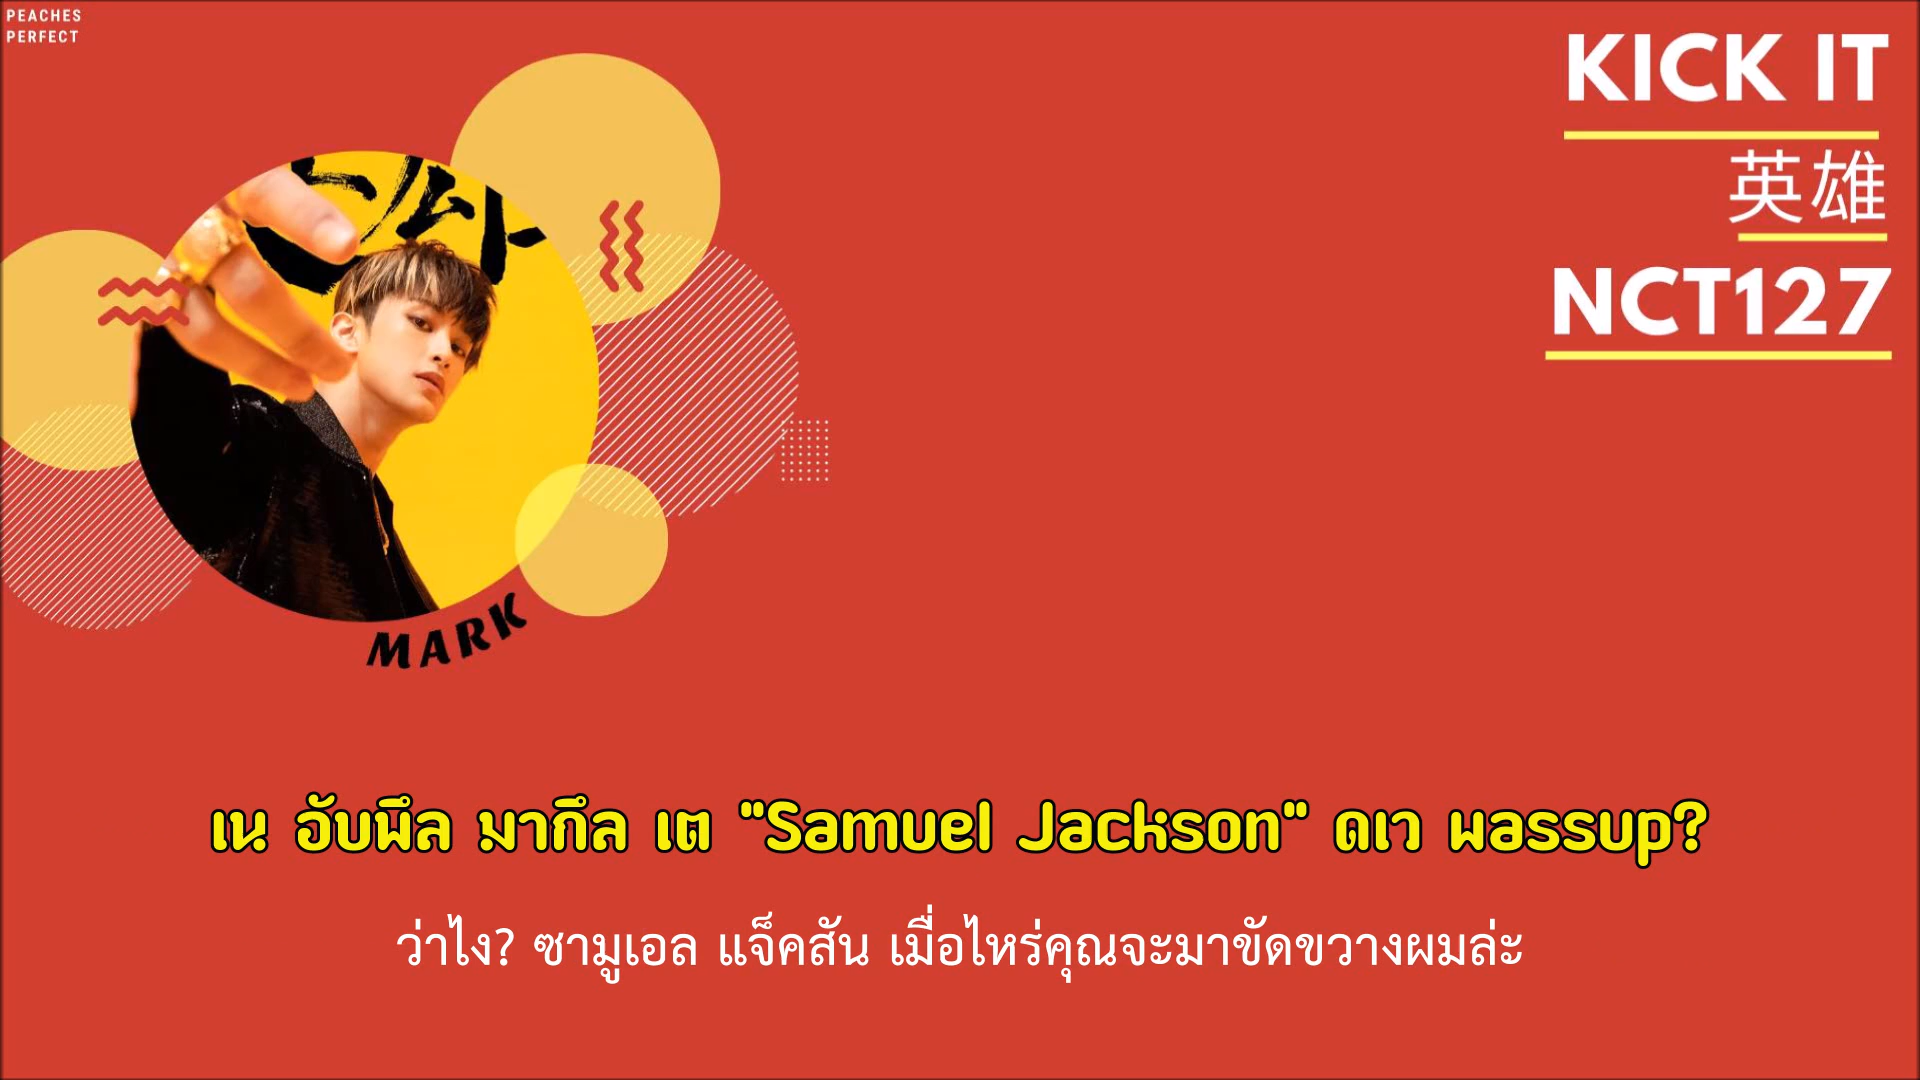 PEACHES
PERFECT
KICK IT
英雄
NCT127
MARK
เน อับพึล มากึล เต "Samuel Jackson" ดเว wassup?
ว่าไง? ซามูเอล แจ็คสัน เมื่อไหร่คุณจะมาขัดขวางผมล่ะ